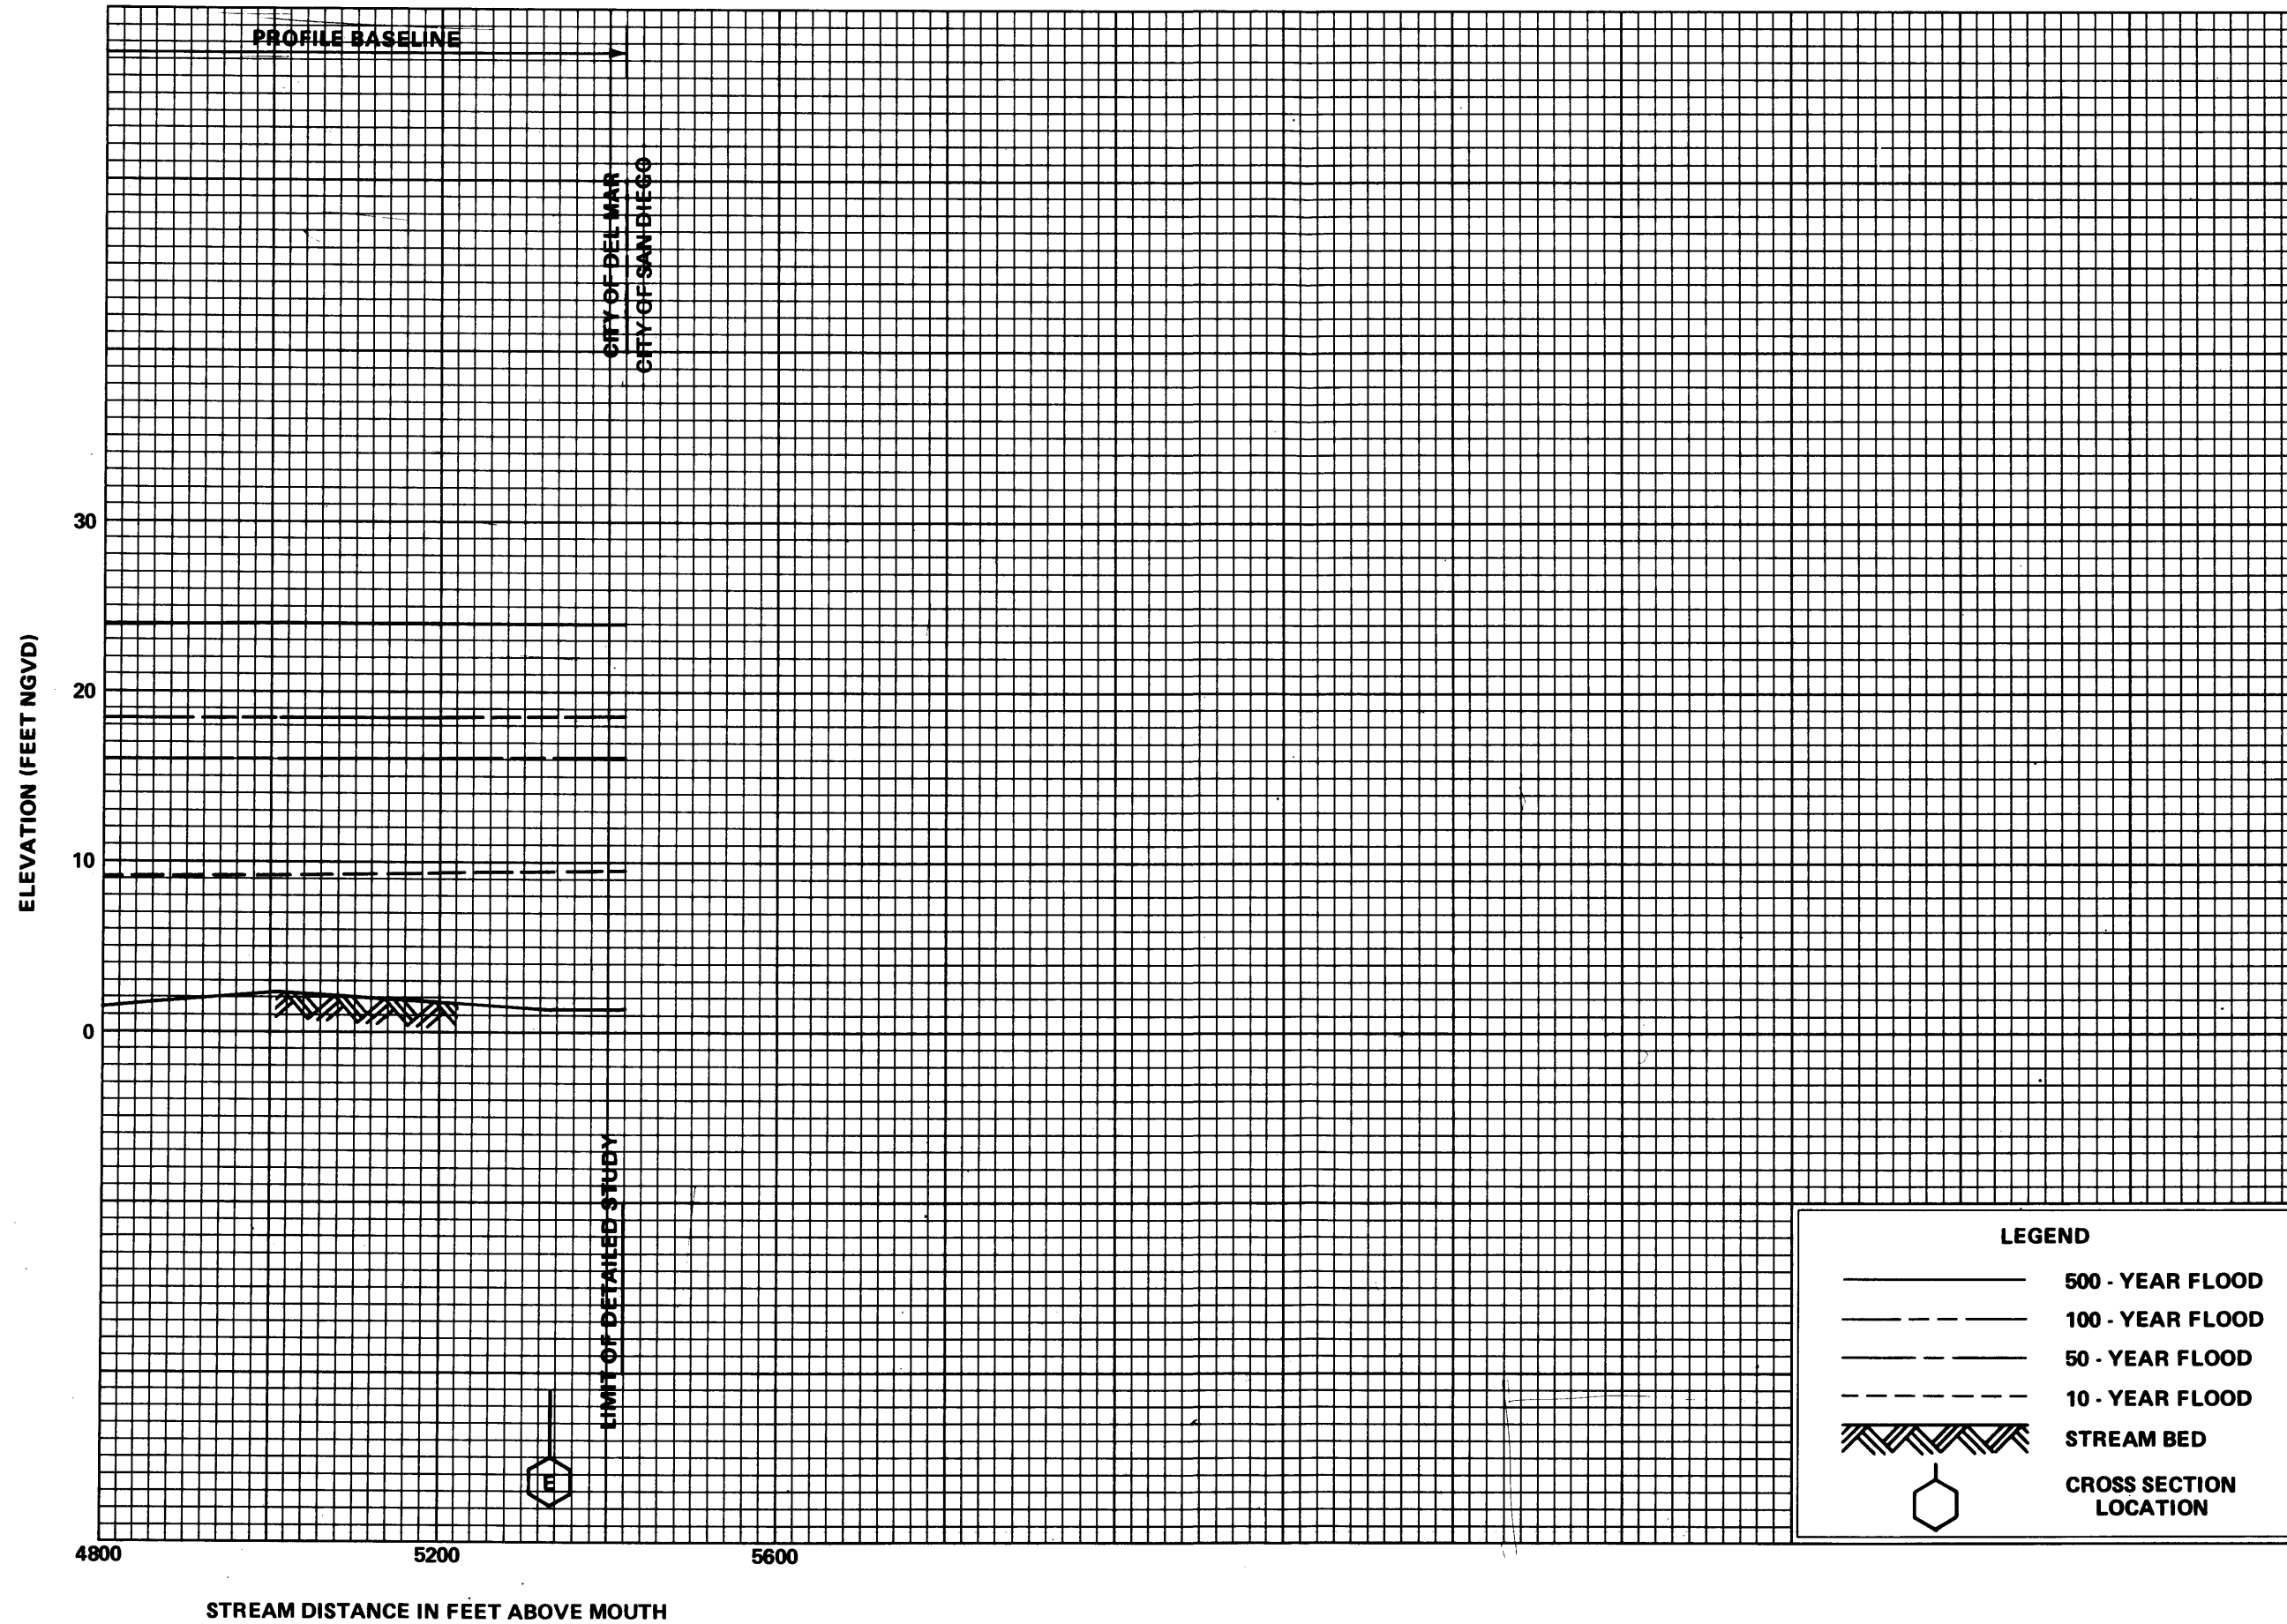 PROFILE BASELINE
CITY OF DEL MAR
CITY OF SAN DIEGO
ELEVATION (FEET NGVD)
30
20
10
0
LIMIT OF DETAILED STUDY
E
4800
5200
5600
STREAM DISTANCE IN FEET ABOVE MOUTH
LEGEND
500 - YEAR FLOOD
100 - YEAR FLOOD
50 - YEAR FLOOD
10 - YEAR FLOOD
STREAM BED
CROSS SECTION
LOCATION